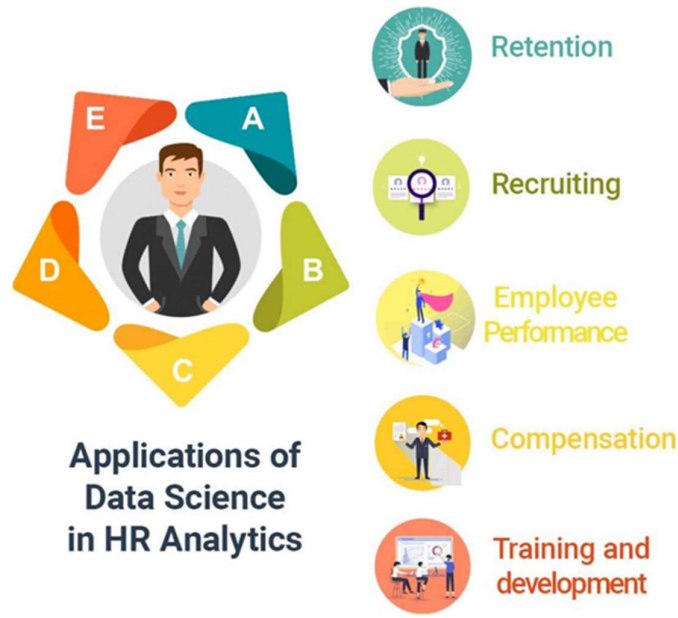 E
A
D
B
C
Applications of
Data Science
in HR Analytics
Retention
Recruiting
Employee
Performance
Compensation
Training and
development